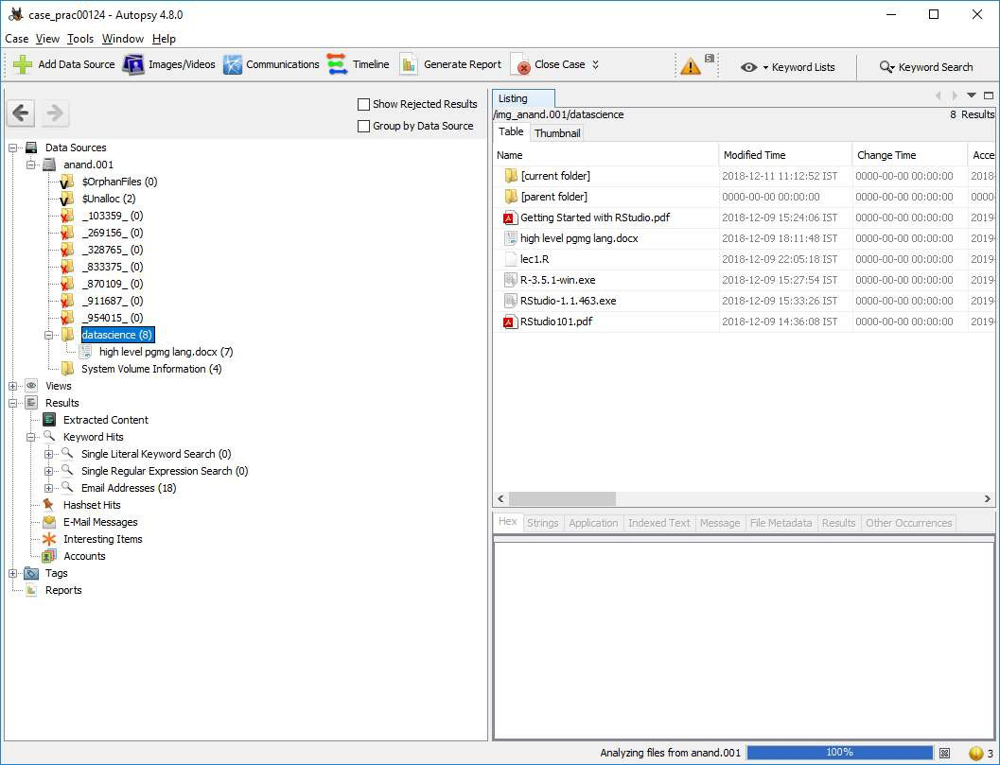 case_prac00124 - Autopsy 4.8.0
Case View Tools Window Help
Add Data Source Images/Videos Communications Timeline Generate Report Close Case 5 Keyword Lists Keyword Search
Show Rejected Results
Group by Data Source
Data Sources
anand.001
$OrphanFiles (0)
$Unalloc (2)
_103359_ (0)
_269156_ (0)
_328765_ (0)
_833375_ (0)
_870109_ (0)
_911687_ (0)
_954015_ (0)
datascience (8)
high level pgmg lang.docx (7)
System Volume Information (4)
Views
Results
Extracted Content
Keyword Hits
Single Literal Keyword Search (0)
Single Regular Expression Search (0)
Email Addresses (18)
Hashset Hits
E-Mail Messages
Interesting Items
Accounts
Tags
Reports
Listing
/img_anand.001/datascience 8 Results
Table Thumbnail
Name Modified Time Change Time Acce
[current folder] 2018-12-11 11:12:52 IST 0000-00-00 00:00:00 2018-
[parent folder] 0000-00-00 00:00:00 0000-00-00 00:00:00 0000-
Getting Started with RStudio.pdf 2018-12-09 15:24:06 IST 0000-00-00 00:00:00 2019-
high level pgmg lang.docx 2018-12-09 18:11:48 IST 0000-00-00 00:00:00 2019-
lec1.R 2018-12-09 22:05:18 IST 0000-00-00 00:00:00 2019-
R-3.5.1-win.exe 2018-12-09 15:27:54 IST 0000-00-00 00:00:00 2019-
RStudio-1.1.463.exe 2018-12-09 15:33:26 IST 0000-00-00 00:00:00 2019-
RStudio101.pdf 2018-12-09 14:36:08 IST 0000-00-00 00:00:00 2019-
Hex Strings Application Indexed Text Message File Metadata Results Other Occurrences
Analyzing files from anand.001 100% 3